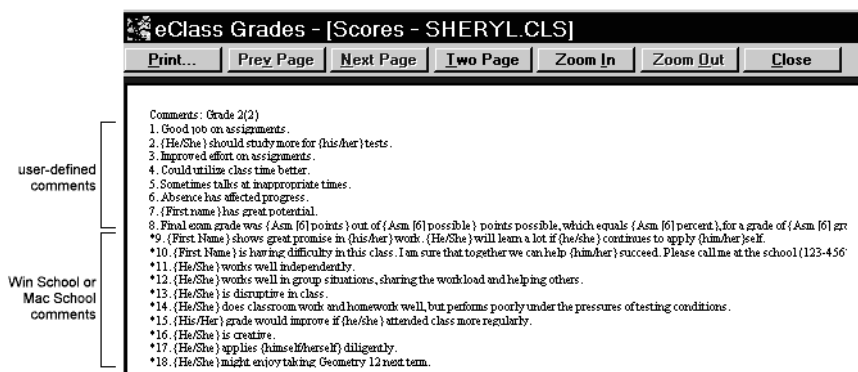 eClass Grades - [Scores - SHERYL.CLS]
Print... Prev Page Next Page Two Page Zoom In Zoom Out Close
Comments: Grade 2(2)
1. Good job on assignments.
2. {He/She} should study more for {his/her} tests.
3. Improved effort on assignments.
4. Could utilize class time better.
5. Sometimes talks at inappropriate times.
6. Absence has affected progress.
7. {First name} has great potential.
8. Final exam grade was {Asm [6] points} out of {Asm [6] possible} points possible, which equals {Asm [6] percent}, for a grade of {Asm [6] gr
*9. {First Name} shows great promise in {his/her} work. {He/She} will learn a lot if {he/she} continues to apply {him/her}self.
*10. {First Name} is having difficulty in this class. I am sure that together we can help {him/her} succeed. Please call me at the school (123-456
*11. {He/She} works well independently.
*12. {He/She} works well in group situations, sharing the workload and helping others.
*13. {He/She} is disruptive in class.
*14. {He/She} does classroom work and homework well, but performs poorly under the pressures of testing conditions.
*15. {His/Her} grade would improve if {he/she} attended class more regularly.
*16. {He/She} is creative.
*17. {He/She} applies {himself/herself} diligently.
*18. {He/She} might enjoy taking Geometry 12 next term.
user-defined
comments
Win School or
Mac School
comments